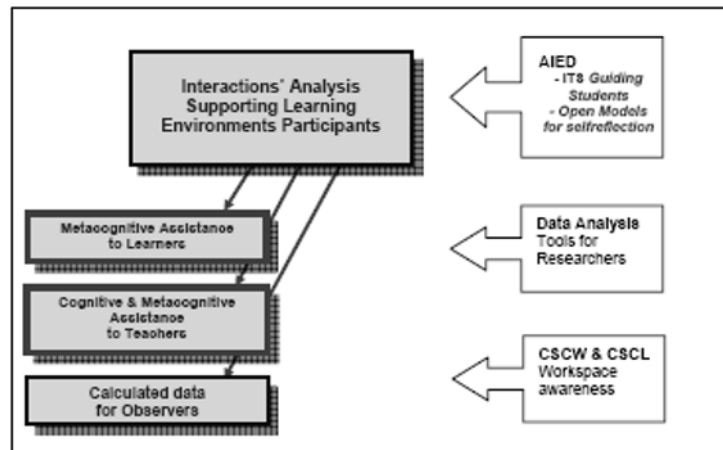 Interactions' Analysis
Supporting Learning
Environments Participants
Metacognitive Assistance
to Learners
Cognitive & Metacognitive
Assistance
to Teachers
Calculated data
for Observers
AIED
- ITS Guiding
Students
- Open Models
for selfreflection
Data Analysis
Tools for
Researchers
CSCW & CSCL
Workspace
awareness